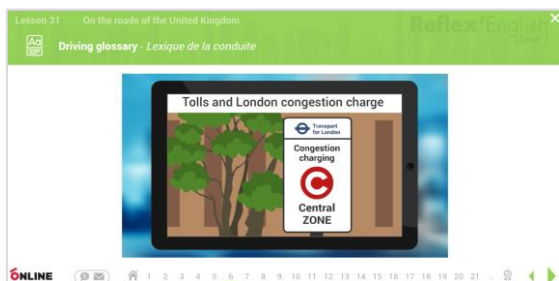 Lesson 21 On the roads of the United Kingdom
Reflex'English
Level
Driving glossary - Lexique de la conduite
Tolls and London congestion charge
Transport
for London
Congestion
charging
C
Central
ZONE
ONLINE
1 2 3 4 5 6 7 8 9 10 11 12 13 14 15 16 17 18 19 20 21 ...